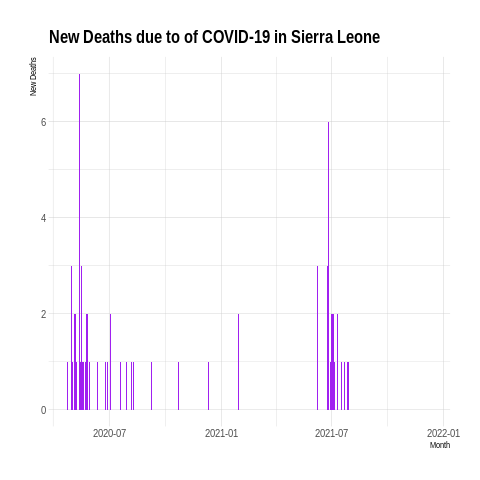 New Deaths due to of COVID-19 in Sierra Leone
New Deaths
6
4
2
0
2020-07 2021-01 2021-07 2022-01
Month